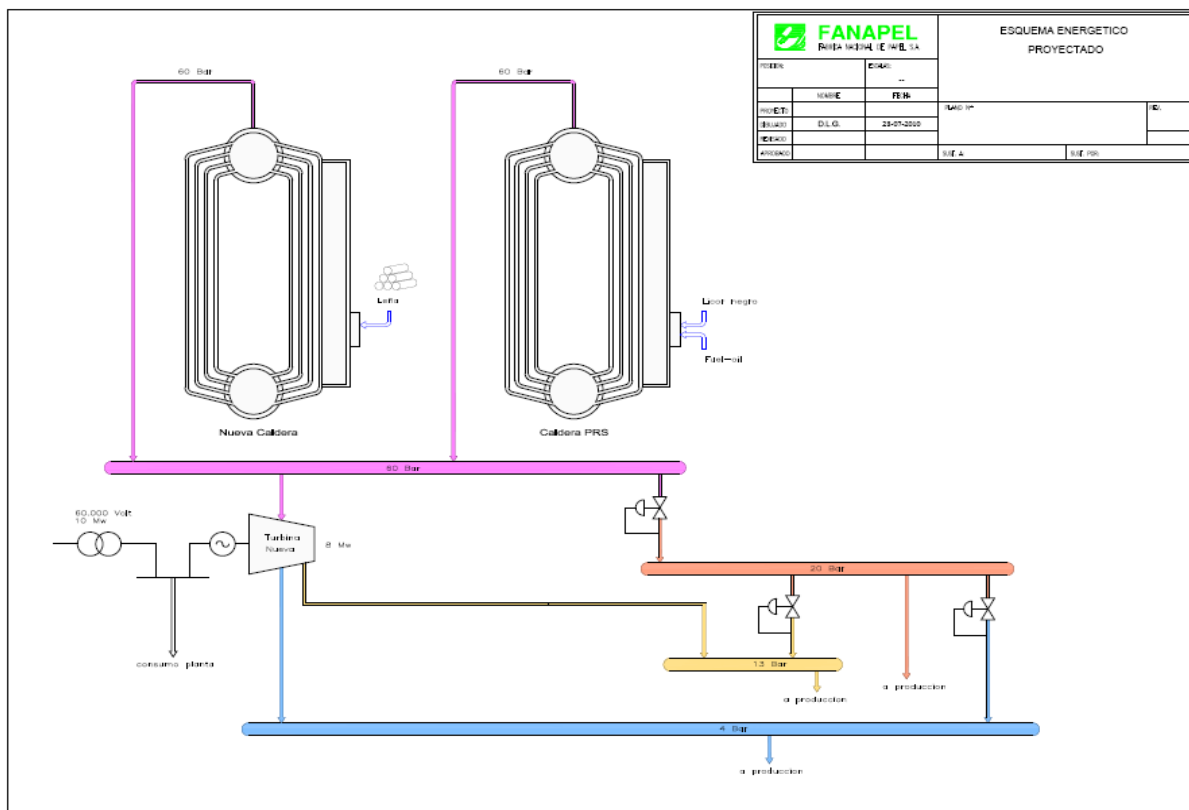 FANAPEL
FABRICA NACIONAL DE PAPEL S.A.
ESQUEMA ENERGETICO
PROYECTADO
ESCALAS:
--
NOMBRE
FECHA
PROYECTO
DIBUJADO
D.L.G.
REVISADO
APROBADO
PLANO Nº
REV.
SUST. A:
SUST. POR:
60 Bar
60 Bar
Leña
Licor negro
Fuel-oil
Nueva Caldera
Caldera PRS
60 Bar
60.000 Volt
10 Mw
Turbina
Nueva
8 Mw
20 Bar
consumo planta
13 Bar
a produccion
a produccion
4 Bar
a produccion